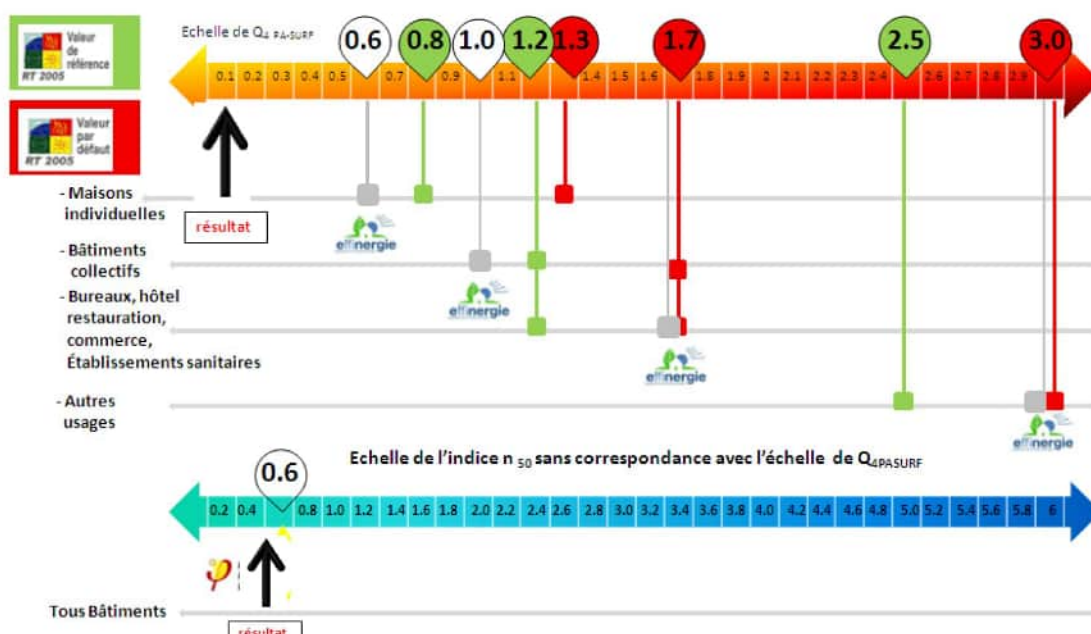 Valeur
de
référence
RT 2005
Valeur
par
défaut
RT 2005
Echelle de Q4 PA-SURF
0.6 0.8 1.0 1.2 1.3 1.7 2.5 3.0
0.1 0.2 0.3 0.4 0.5 0.7 0.9 1.1 1.4 1.5 1.6 1.8 1.9 2 2.1 2.2 2.3 2.4 2.6 2.7 2.8 2.9
résultat
- Maisons
individuelles
effinergie
- Bâtiments
collectifs
effinergie
- Bureaux, hôtel
restauration,
commerce,
Établissements sanitaires
effinergie
- Autres
usages
effinergie
Echelle de l'indice n 50 sans correspondance avec l'échelle de Q4PASURF
0.6
0.2 0.4 0.8 1.0 1.2 1.4 1.6 1.8 2.0 2.2 2.4 2.6 2.8 3.0 3.2 3.4 3.6 3.8 4.0 4.2 4.4 4.6 4.8 5.0 5.2 5.4 5.6 5.8 6
φ
Tous Bâtiments
résultat